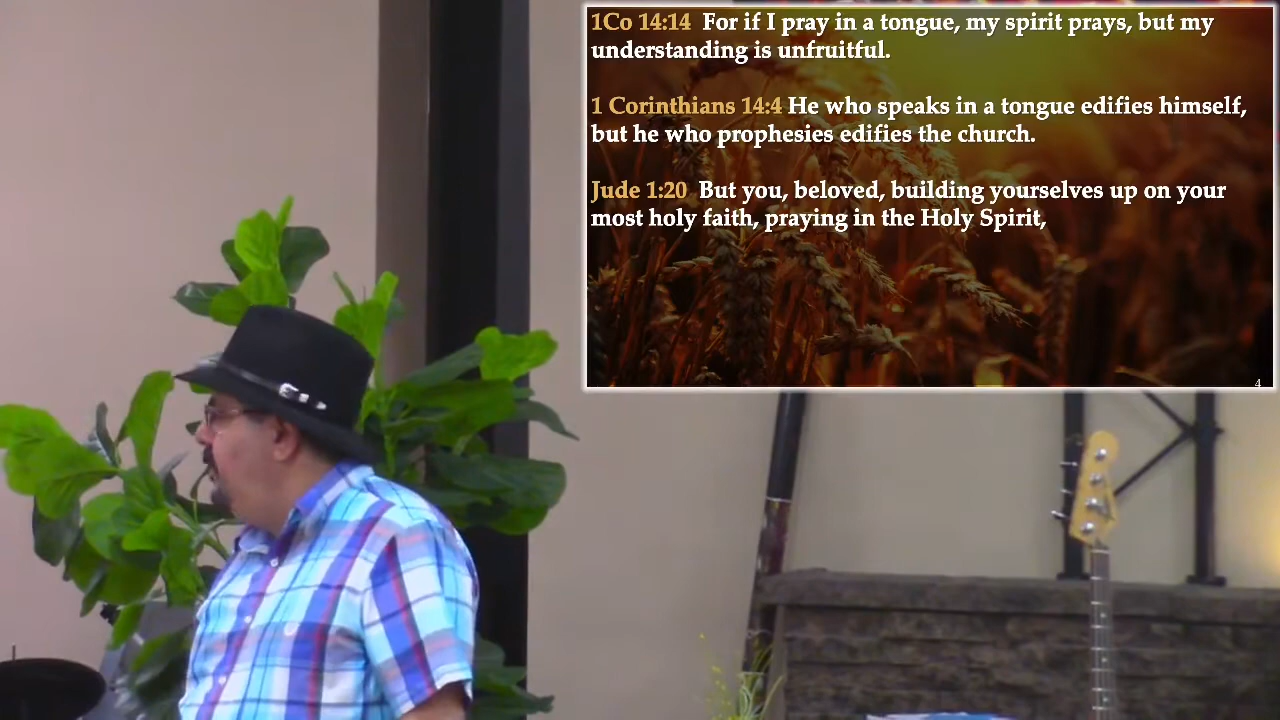 1Co 14:14 For if I pray in a tongue, my spirit prays, but my
understanding is unfruitful.
1 Corinthians 14:4 He who speaks in a tongue edifies himself,
but he who prophesies edifies the church.
Jude 1:20 But you, beloved, building yourselves up on your
most holy faith, praying in the Holy Spirit,
4